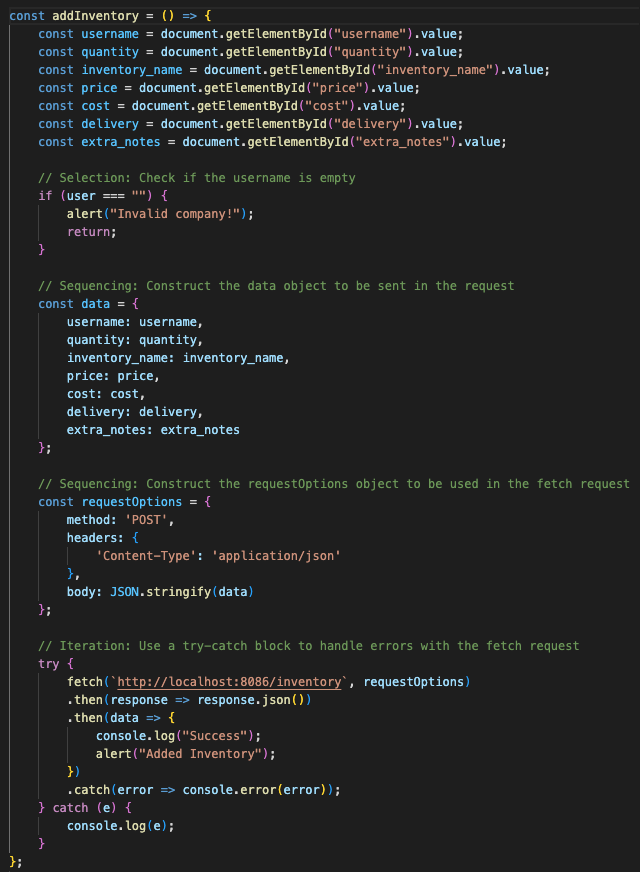 const addInventory = () => {
    const username = document.getElementById("username").value;
    const quantity = document.getElementById("quantity").value;
    const inventory_name = document.getElementById("inventory_name").value;
    const price = document.getElementById("price").value;
    const cost = document.getElementById("cost").value;
    const delivery = document.getElementById("delivery").value;
    const extra_notes = document.getElementById("extra_notes").value;

    // Selection: Check if the username is empty
    if (user === "") {
        alert("Invalid company!");
        return;
    }

    // Sequencing: Construct the data object to be sent in the request
    const data = {
        username: username,
        quantity: quantity,
        inventory_name: inventory_name,
        price: price,
        cost: cost,
        delivery: delivery,
        extra_notes: extra_notes
    };

    // Sequencing: Construct the requestOptions object to be used in the fetch request
    const requestOptions = {
        method: 'POST',
        headers: {
            'Content-Type': 'application/json'
        },
        body: JSON.stringify(data)
    };

    // Iteration: Use a try-catch block to handle errors with the fetch request
    try {
        fetch(`http://localhost:8086/inventory`, requestOptions)
        .then(response => response.json())
        .then(data => {
            console.log("Success");
            alert("Added Inventory");
        })
        .catch(error => console.error(error));
    } catch (e) {
        console.log(e);
    }
};